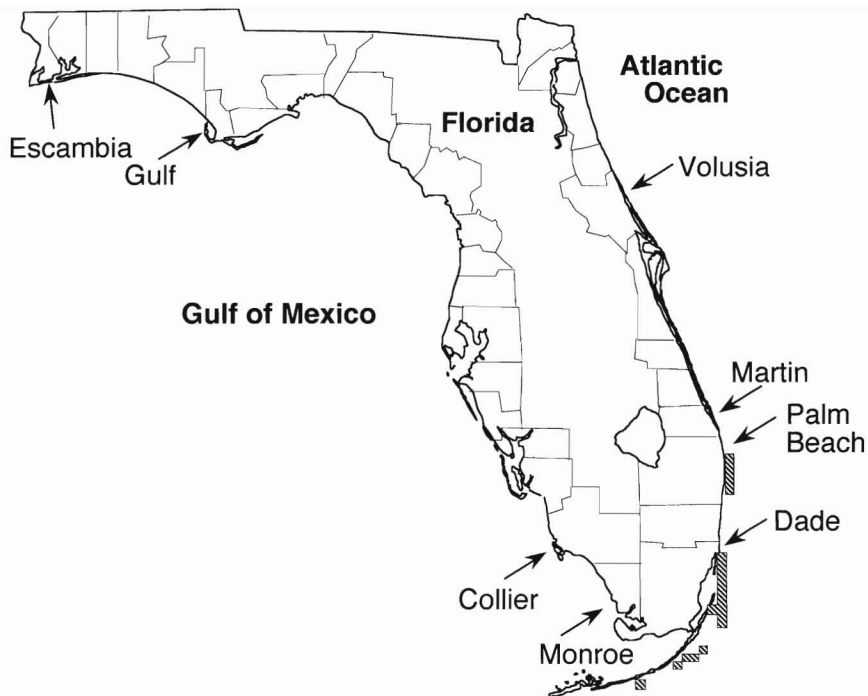 Atlantic
Ocean
Florida
Escambia
Gulf
Volusia
Gulf of Mexico
Martin
Palm
Beach
Dade
Collier
Monroe